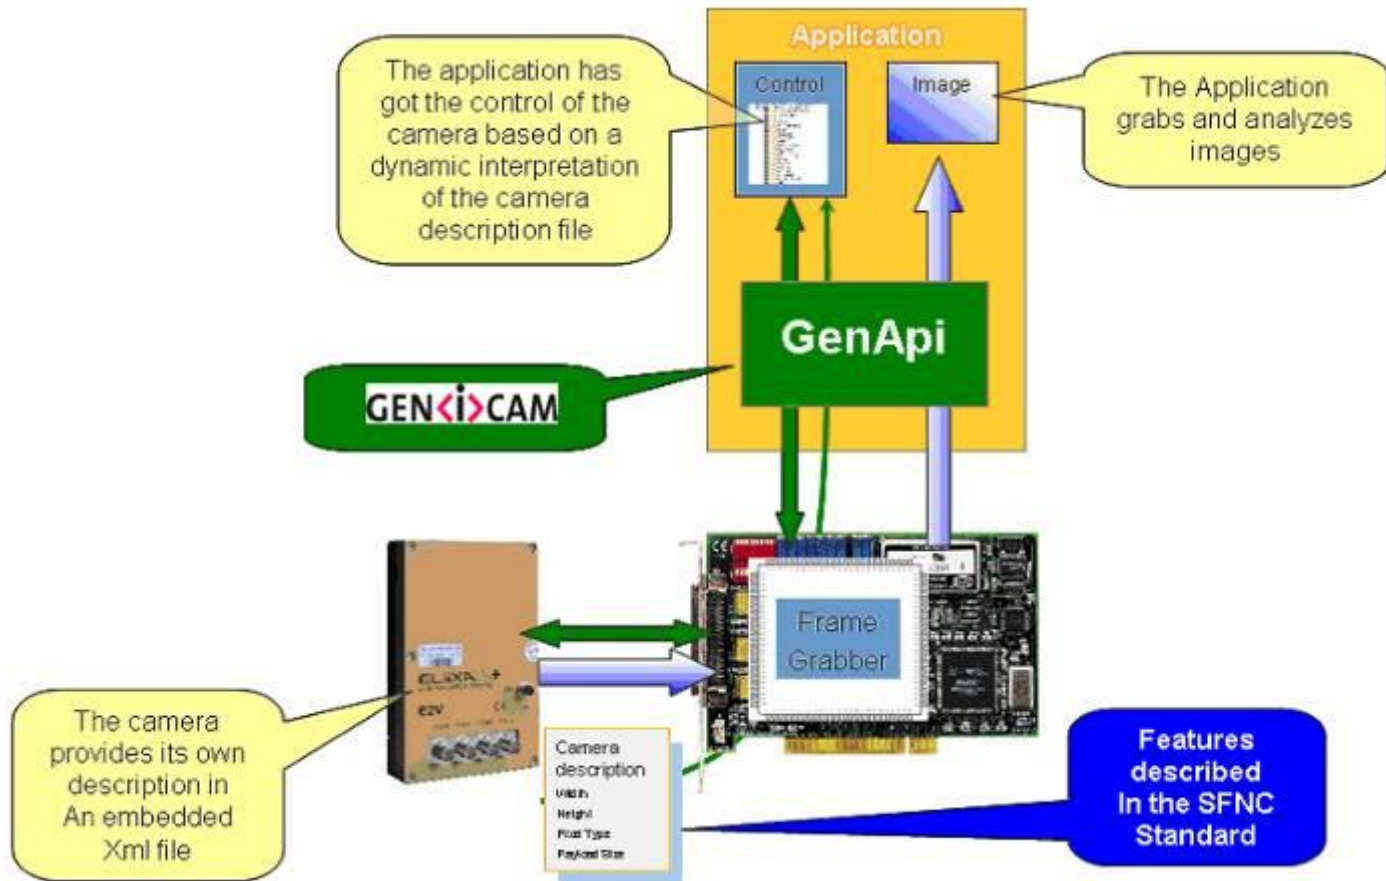 Application
The application has
got the control of the
camera based on a
dynamic interpretation
of the camera
description file
Control
Image
The Application
grabs and analyzes
images
GenApi
GEN<i>CAM
Frame
Grabber
ELiXA+
e2v
The camera
provides its own
description in
An embedded
Xml file
Camera
description
Width
Height
Pixel Type
Payload Size
Features
described
In the SFNC
Standard